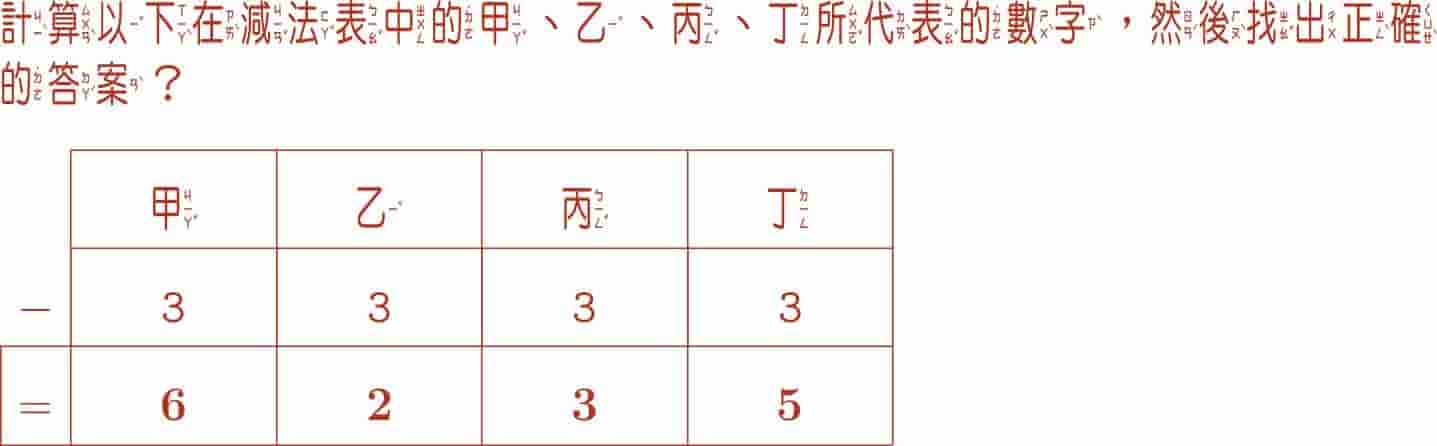 計算以下在減法表中的甲、乙、丙、丁所代表的數字，然後找出正確
的答案？
甲 乙 丙 丁
− 3 3 3 3
= 6 2 3 5